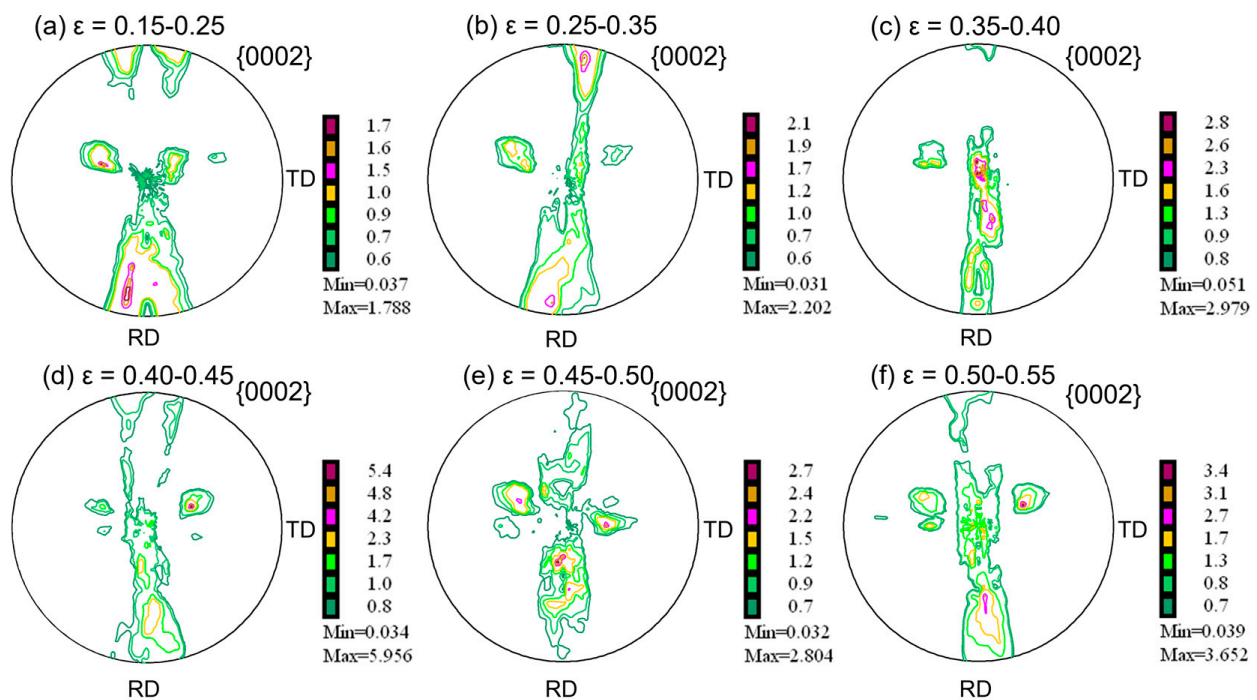 (a) ε = 0.15-0.25
{0002}
1.7
1.6
1.5
1.0
0.9
0.7
0.6
TD
Min=0.037
Max=1.788
RD
(b) ε = 0.25-0.35
{0002}
2.1
1.9
1.7
1.2
1.0
0.7
0.6
TD
Min=0.031
Max=2.202
RD
(c) ε = 0.35-0.40
{0002}
2.8
2.6
2.3
1.6
1.3
0.9
0.8
TD
Min=0.051
Max=2.979
RD
(d) ε = 0.40-0.45
{0002}
5.4
4.8
4.2
2.3
1.7
1.0
0.8
TD
Min=0.034
Max=5.956
RD
(e) ε = 0.45-0.50
{0002}
2.7
2.4
2.2
1.5
1.2
0.9
0.7
TD
Min=0.032
Max=2.804
RD
(f) ε = 0.50-0.55
{0002}
3.4
3.1
2.7
1.7
1.3
0.8
0.7
TD
Min=0.039
Max=3.652
RD